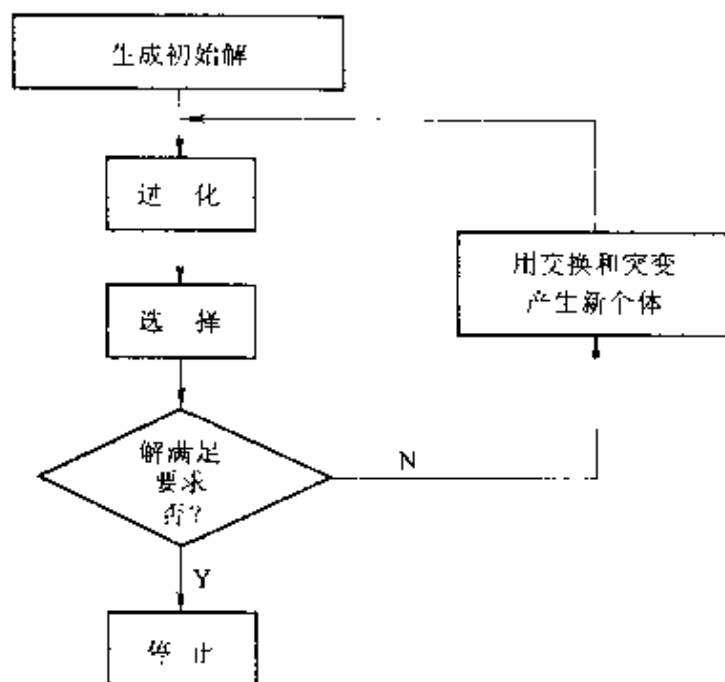 生成初始解
进 化
选 择
用交换和突变
产生新个体
解满足
要求
否?
N
Y
停 止